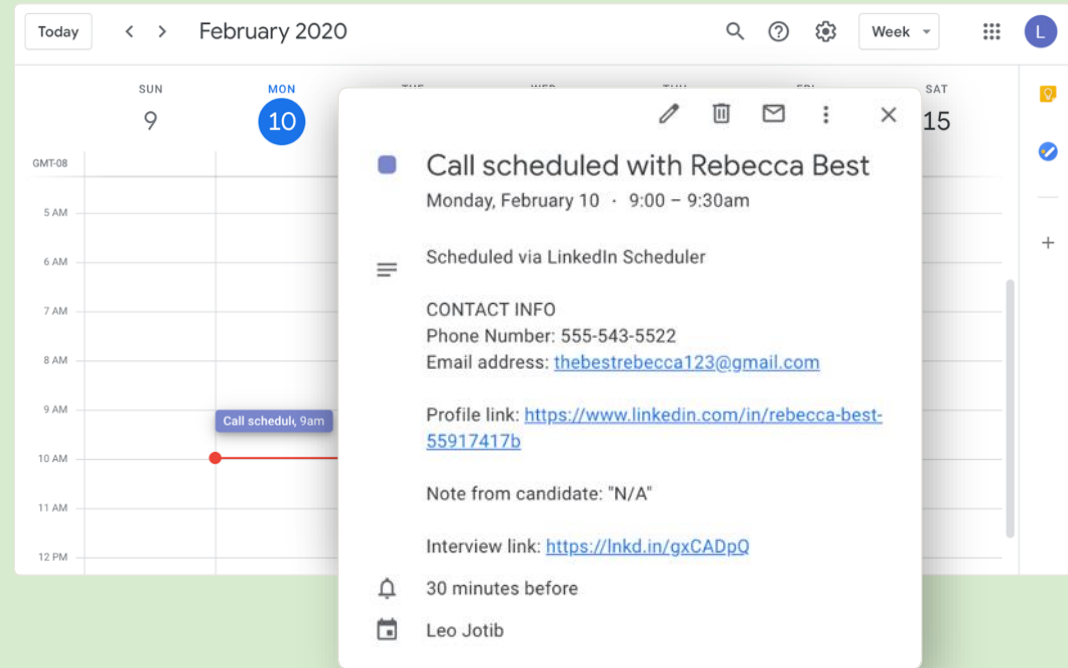 Today
February 2020
Week
L
SUN
MON
SAT
9
10
15
GMT-08
5 AM
6 AM
7 AM
8 AM
9 AM
10 AM
11 AM
12 PM
Call schedul, 9am
Call scheduled with Rebecca Best
Monday, February 10 · 9:00 – 9:30am
Scheduled via LinkedIn Scheduler
CONTACT INFO
Phone Number: 555-543-5522
Email address: thebestrebecca123@gmail.com
Profile link: https://www.linkedin.com/in/rebecca-best-
55917417b
Note from candidate: "N/A"
Interview link: https://lnkd.in/gxCADpQ
30 minutes before
Leo Jotib